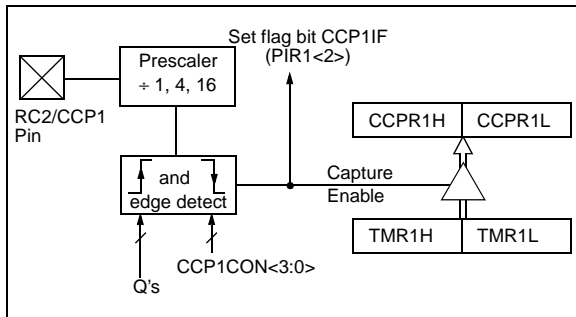 Set flag bit CCP1IF
(PIR1<2>)
Prescaler
÷ 1, 4, 16
RC2/CCP1
Pin
CCPR1H
CCPR1L
and
edge detect
Capture
Enable
TMR1H
TMR1L
CCP1CON<3:0>
Q's